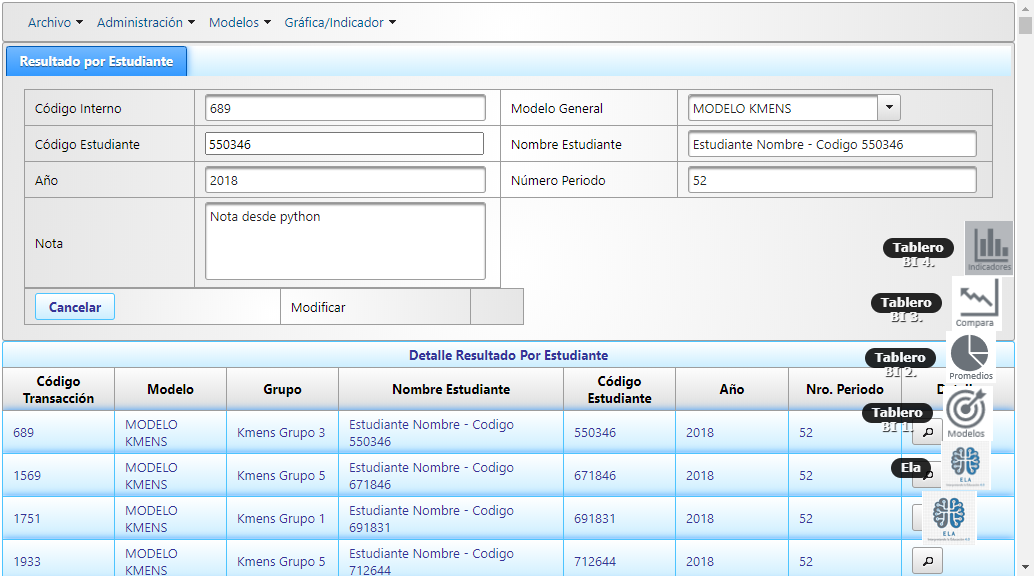 Archivo Administración Modelos Gráfica/Indicador
Resultado por Estudiante
Código Interno 689 Modelo General MODELO KMENS
Código Estudiante 550346 Nombre Estudiante Estudiante Nombre - Codigo 550346
Año 2018 Número Periodo 52
Nota Nota desde python
Tablero BI 4. Indicadores
Cancelar Modificar
Tablero BI 3. Compara
Detalle Resultado Por Estudiante
Tablero BI 2. Promedios
Código Transacción Modelo Grupo Nombre Estudiante Código Estudiante Año Nro. Periodo
Tablero BI 1. Modelos
689 MODELO KMENS Kmens Grupo 3 Estudiante Nombre - Codigo 550346 550346 2018 52
Ela ELA
1569 MODELO KMENS Kmens Grupo 5 Estudiante Nombre - Codigo 671846 671846 2018 52
1751 MODELO KMENS Kmens Grupo 1 Estudiante Nombre - Codigo 691831 691831 2018 52
ELA
1933 MODELO KMENS Kmens Grupo 5 Estudiante Nombre - Codigo 712644 712644 2018 52